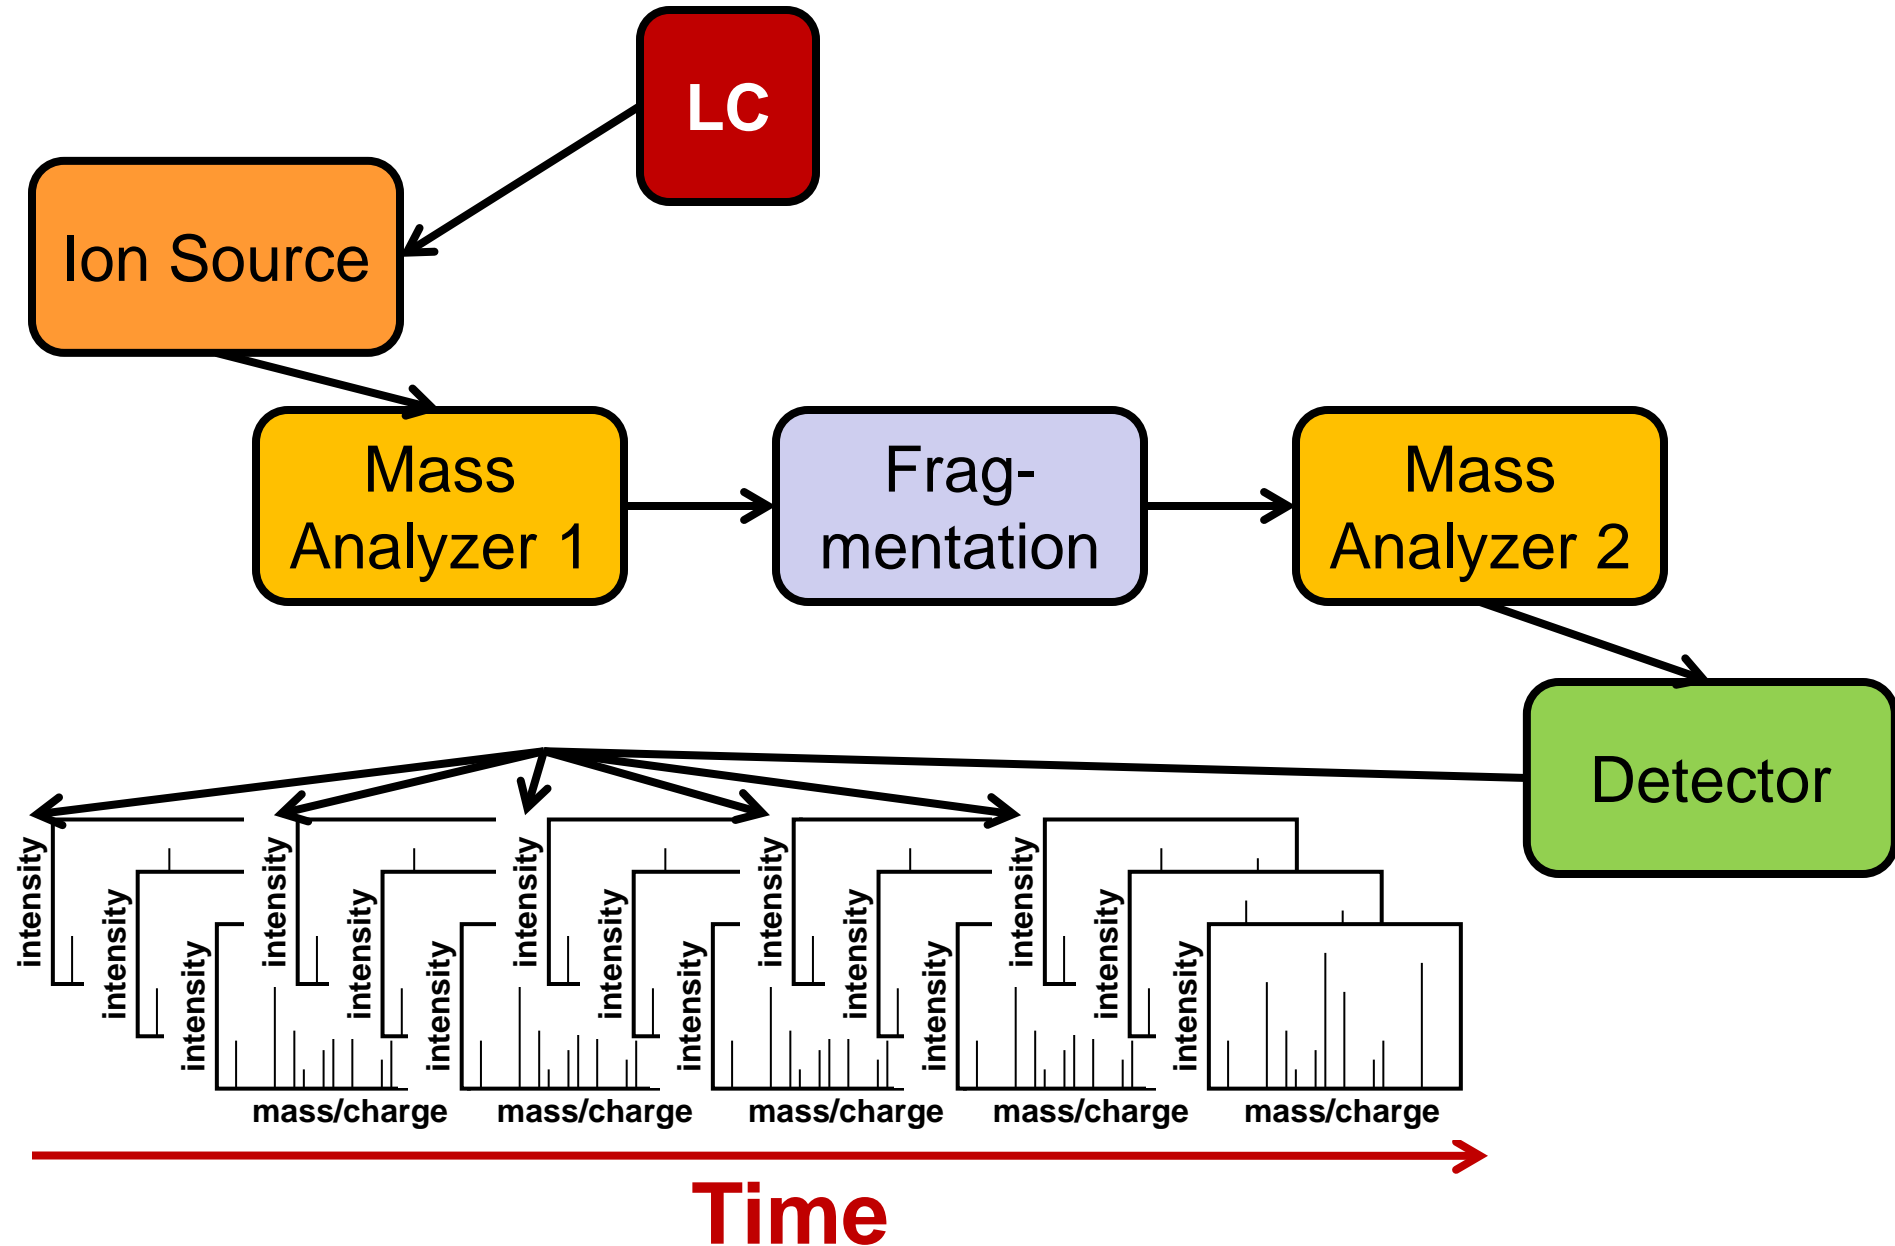 LC
Ion Source
Mass
Analyzer 1
Frag-
mentation
Mass
Analyzer 2
Detector
intensity
intensity
intensity
mass/charge
intensity
intensity
intensity
mass/charge
intensity
intensity
intensity
mass/charge
intensity
intensity
intensity
mass/charge
intensity
intensity
intensity
mass/charge
Time